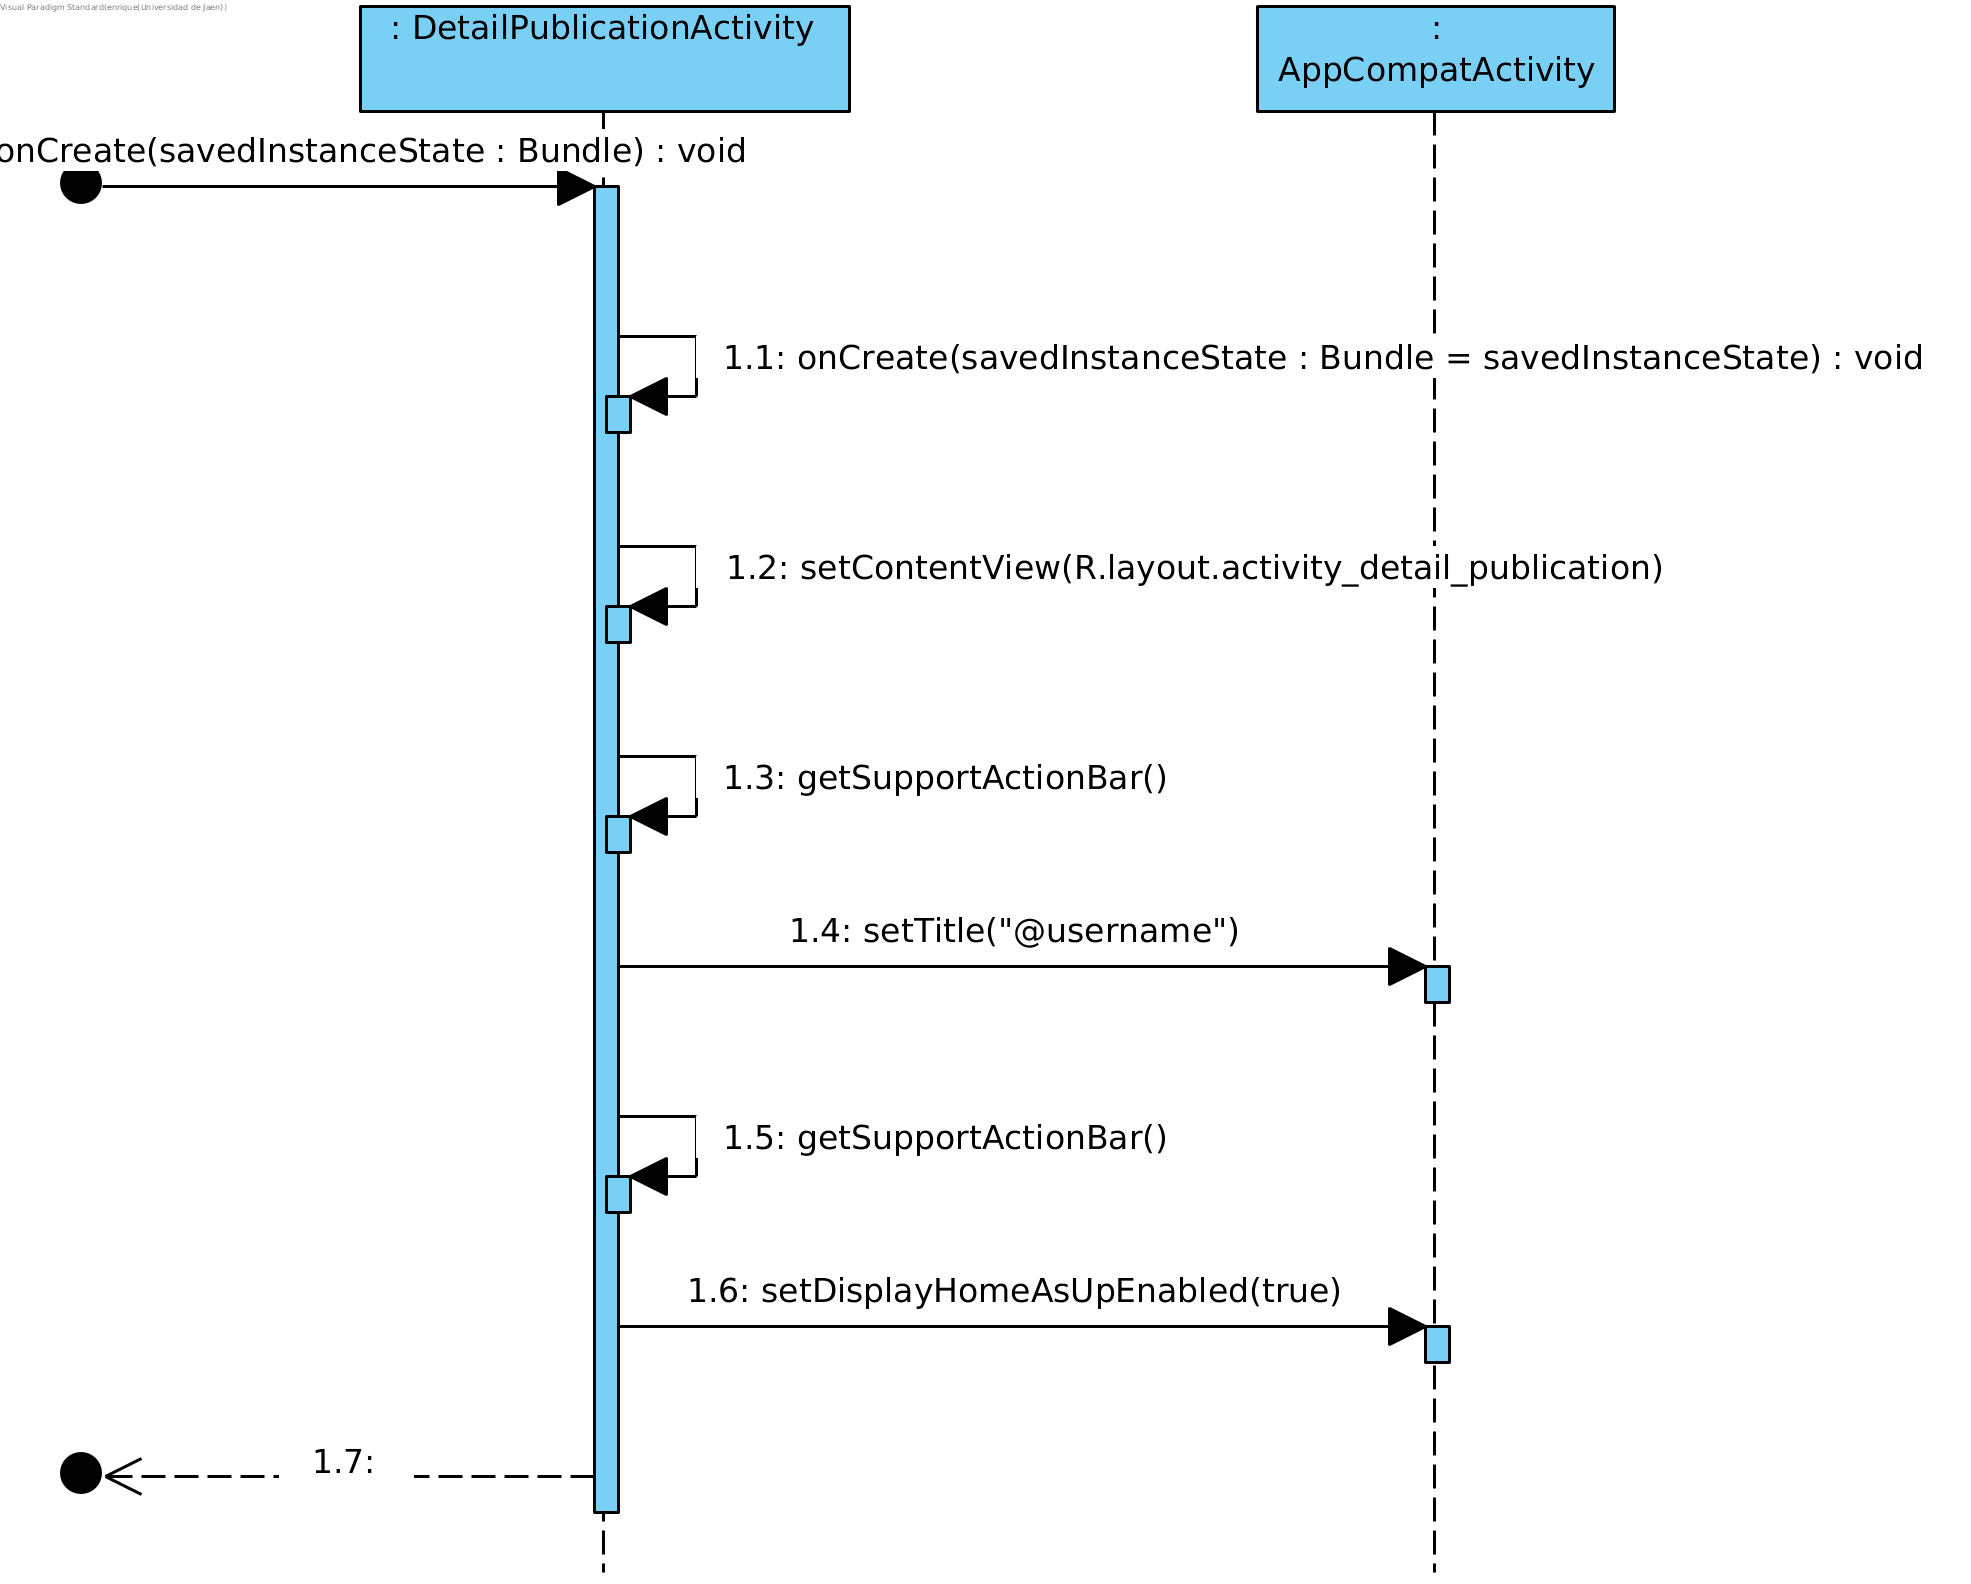 Visual Paradigm Standard(enrique(Universidad de Jaen))
: DetailPublicationActivity
:
AppCompatActivity
onCreate(savedInstanceState : Bundle) : void
1.1: onCreate(savedInstanceState : Bundle = savedInstanceState) : void
1.2: setContentView(R.layout.activity_detail_publication)
1.3: getSupportActionBar()
1.4: setTitle("@username")
1.5: getSupportActionBar()
1.6: setDisplayHomeAsUpEnabled(true)
1.7: